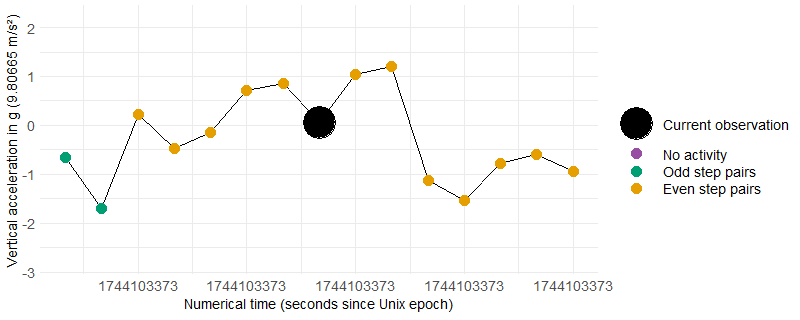 Vertical acceleration in g (9.80665 m/s²)
2
1
0
-1
-2
-3
1744103373 1744103373 1744103373 1744103373 1744103373
Numerical time (seconds since Unix epoch)
Current observation
No activity
Odd step pairs
Even step pairs